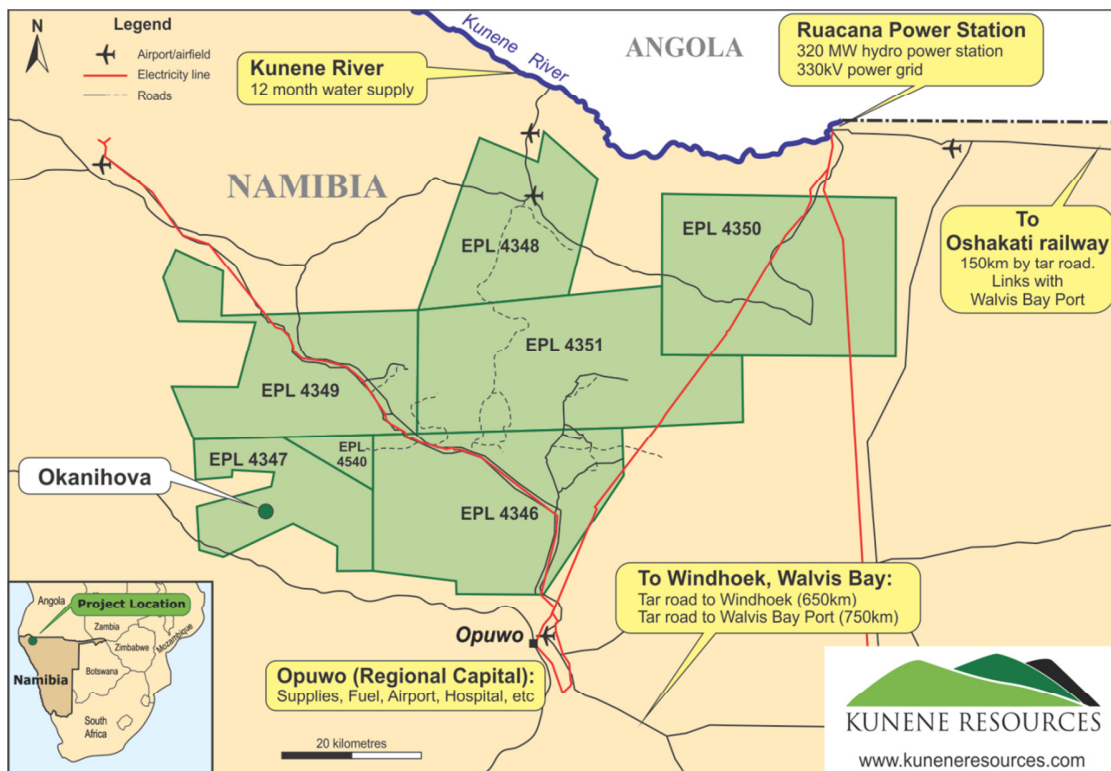 N
Legend
Airport/airfield
Electricity line
Roads
Kunene River
12 month water supply
Kunene River
ANGOLA
Ruacana Power Station
320 MW hydro power station
330kV power grid
NAMIBIA
To
Oshakati railway
150km by tar road.
Links with
Walvis Bay Port
EPL 4348
EPL 4350
EPL 4351
EPL 4349
EPL
4540
EPL 4347
Okanihova
EPL 4346
To Windhoek, Walvis Bay:
Tar road to Windhoek (650km)
Tar road to Walvis Bay Port (750km)
Opuwo
Opuwo (Regional Capital):
Supplies, Fuel, Airport, Hospital, etc
20 kilometres
Angola
Project Location
Zambia
Zimbabwe
Mozambique
Namibia
Botswana
South
Africa
KUNENE RESOURCES
www.kuneneresources.com